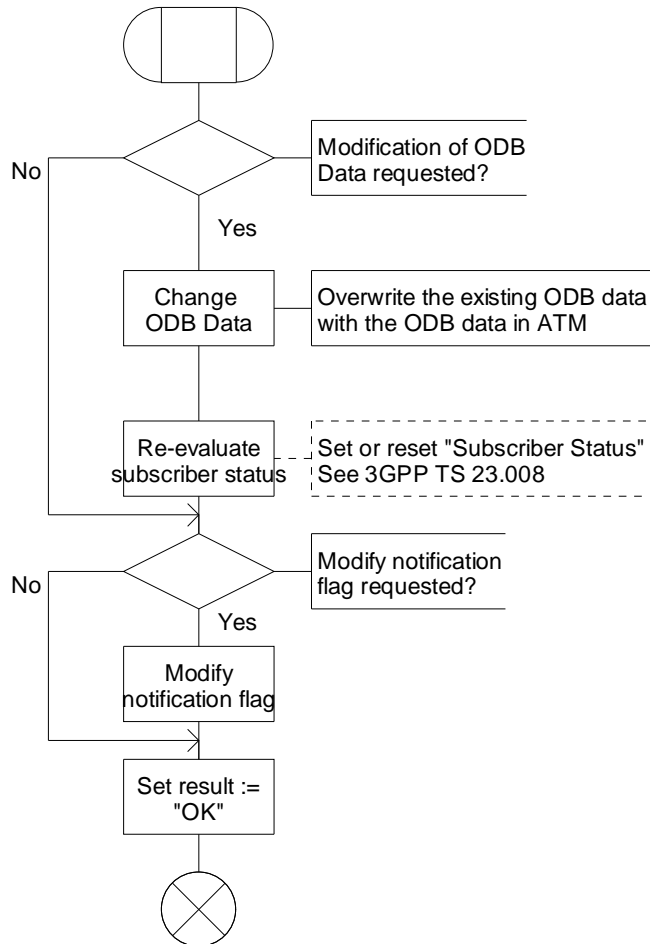 Modification of ODB
Data requested?
No
Yes
Change
ODB Data
Overwrite the existing ODB data
with the ODB data in ATM
Re-evaluate
subscriber status
Set or reset "Subscriber Status"
See 3GPP TS 23.008
Modify notification
flag requested?
No
Yes
Modify
notification flag
Set result :=
"OK"